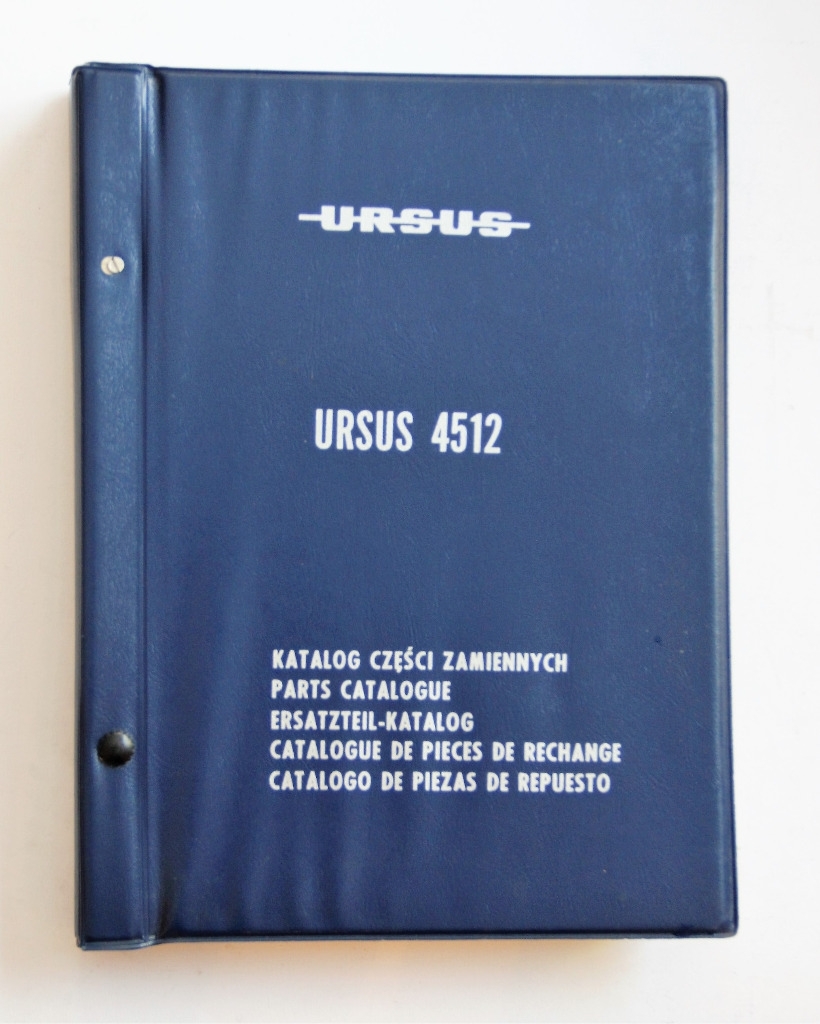 URSUS
URSUS 4512
KATALOG CZĘŚCI ZAMIENNYCH
PARTS CATALOGUE
ERSATZTEIL-KATALOG
CATALOGUE DE PIECES DE RECHANGE
CATALOGO DE PIEZAS DE REPUESTO